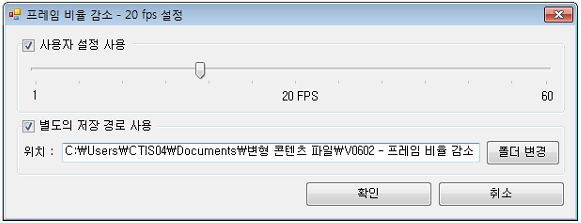 프레임 비율 감소 - 20 fps 설정
사용자 설정 사용
1 20 FPS 60
별도의 저장 경로 사용
위치 : C:₩Users₩CTIS04₩Documents₩변형 콘텐츠 파일₩V0602 - 프레임 비율 감소 폴더 변경
확인 취소